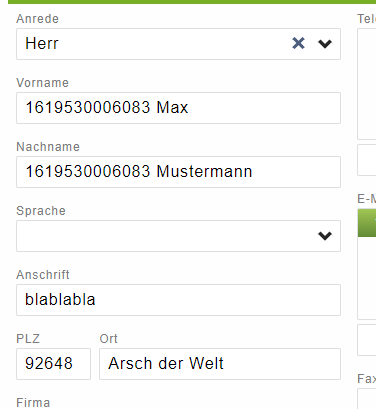 Anrede
Herr
Vorname
1619530006083 Max
Nachname
1619530006083 Mustermann
Sprache
Anschrift
blablabla
PLZ Ort
92648 Arsch der Welt
Firma
Tele
E-M
Fax